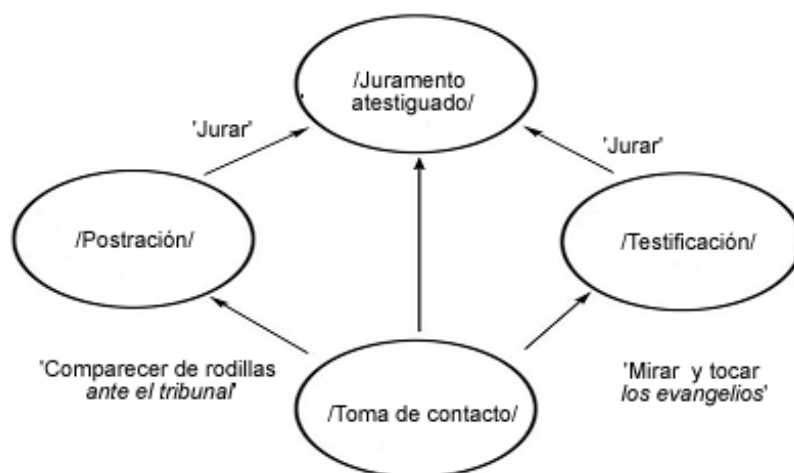 /Juramento
atestiguado/
'Jurar'
'Jurar'
/Postración/
/Testificación/
'Comparecer de rodillas
ante el tribunal'
'Mirar y tocar
los evangelios'
/Toma de contacto/